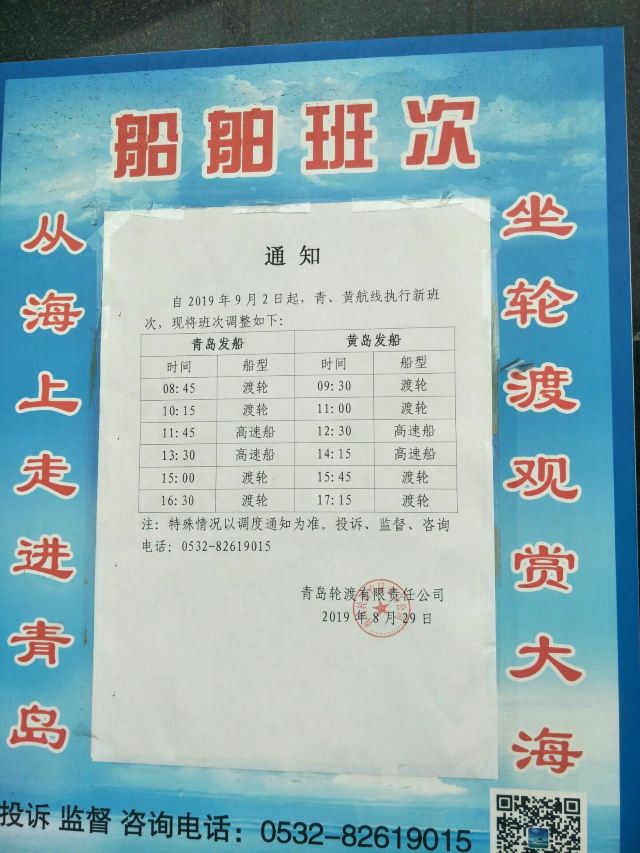 船舶班次
从海上走进青岛
坐轮渡观赏大海
通知
自2019年9月2日起，青、黄航线执行新班
次，现将班次调整如下：
青岛发船 黄岛发船
时间 船型 时间 船型
08:45 渡轮 09:30 渡轮
10:15 渡轮 11:00 渡轮
11:45 高速船 12:30 高速船
13:30 高速船 14:15 高速船
15:00 渡轮 15:45 渡轮
16:30 渡轮 17:15 渡轮
注：特殊情况以调度通知为准。投诉、监督、咨询
电话：0532-82619015
青岛轮渡有限责任公司
2019年8月29日
投诉 监督 咨询电话：0532-82619015